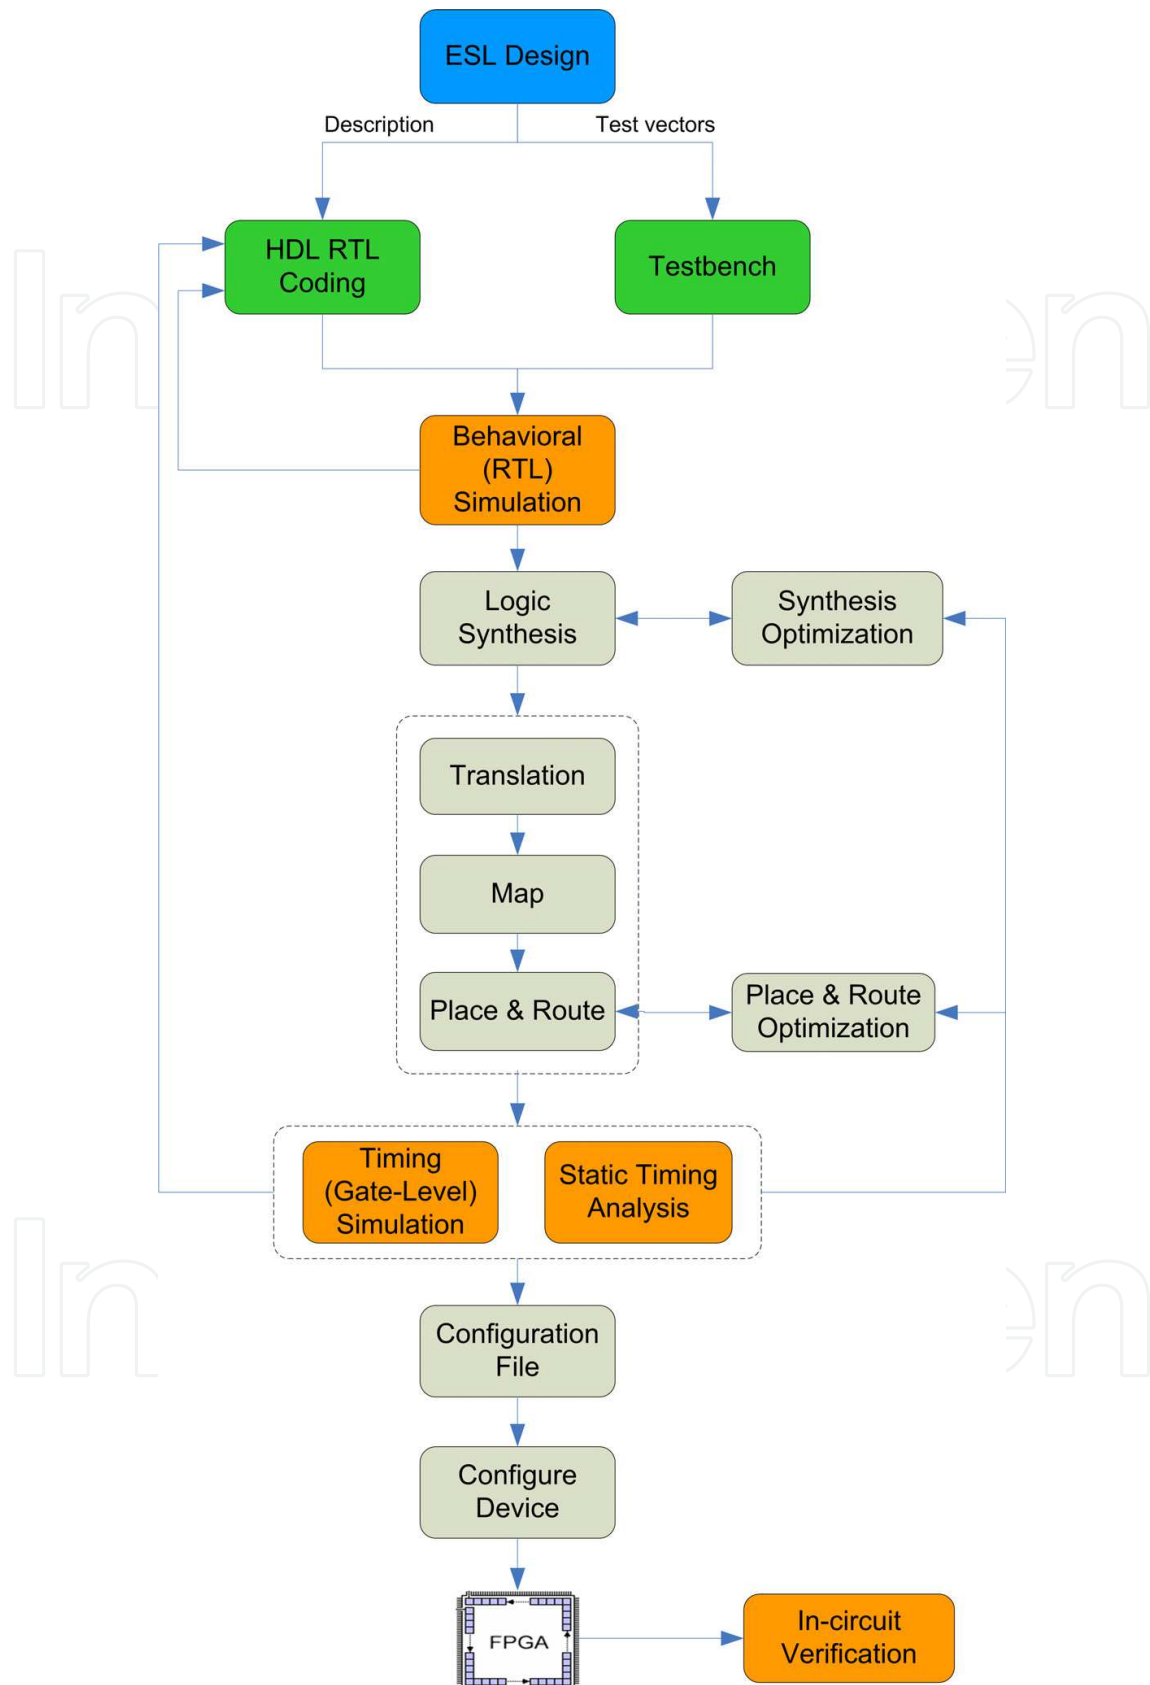 ESL Design
Description
Test vectors
HDL RTL
Coding
Testbench
Behavioral
(RTL)
Simulation
Logic
Synthesis
Synthesis
Optimization
Translation
Map
Place & Route
Place & Route
Optimization
Timing
(Gate-Level)
Simulation
Static Timing
Analysis
Configuration
File
Configure
Device
FPGA
In-circuit
Verification